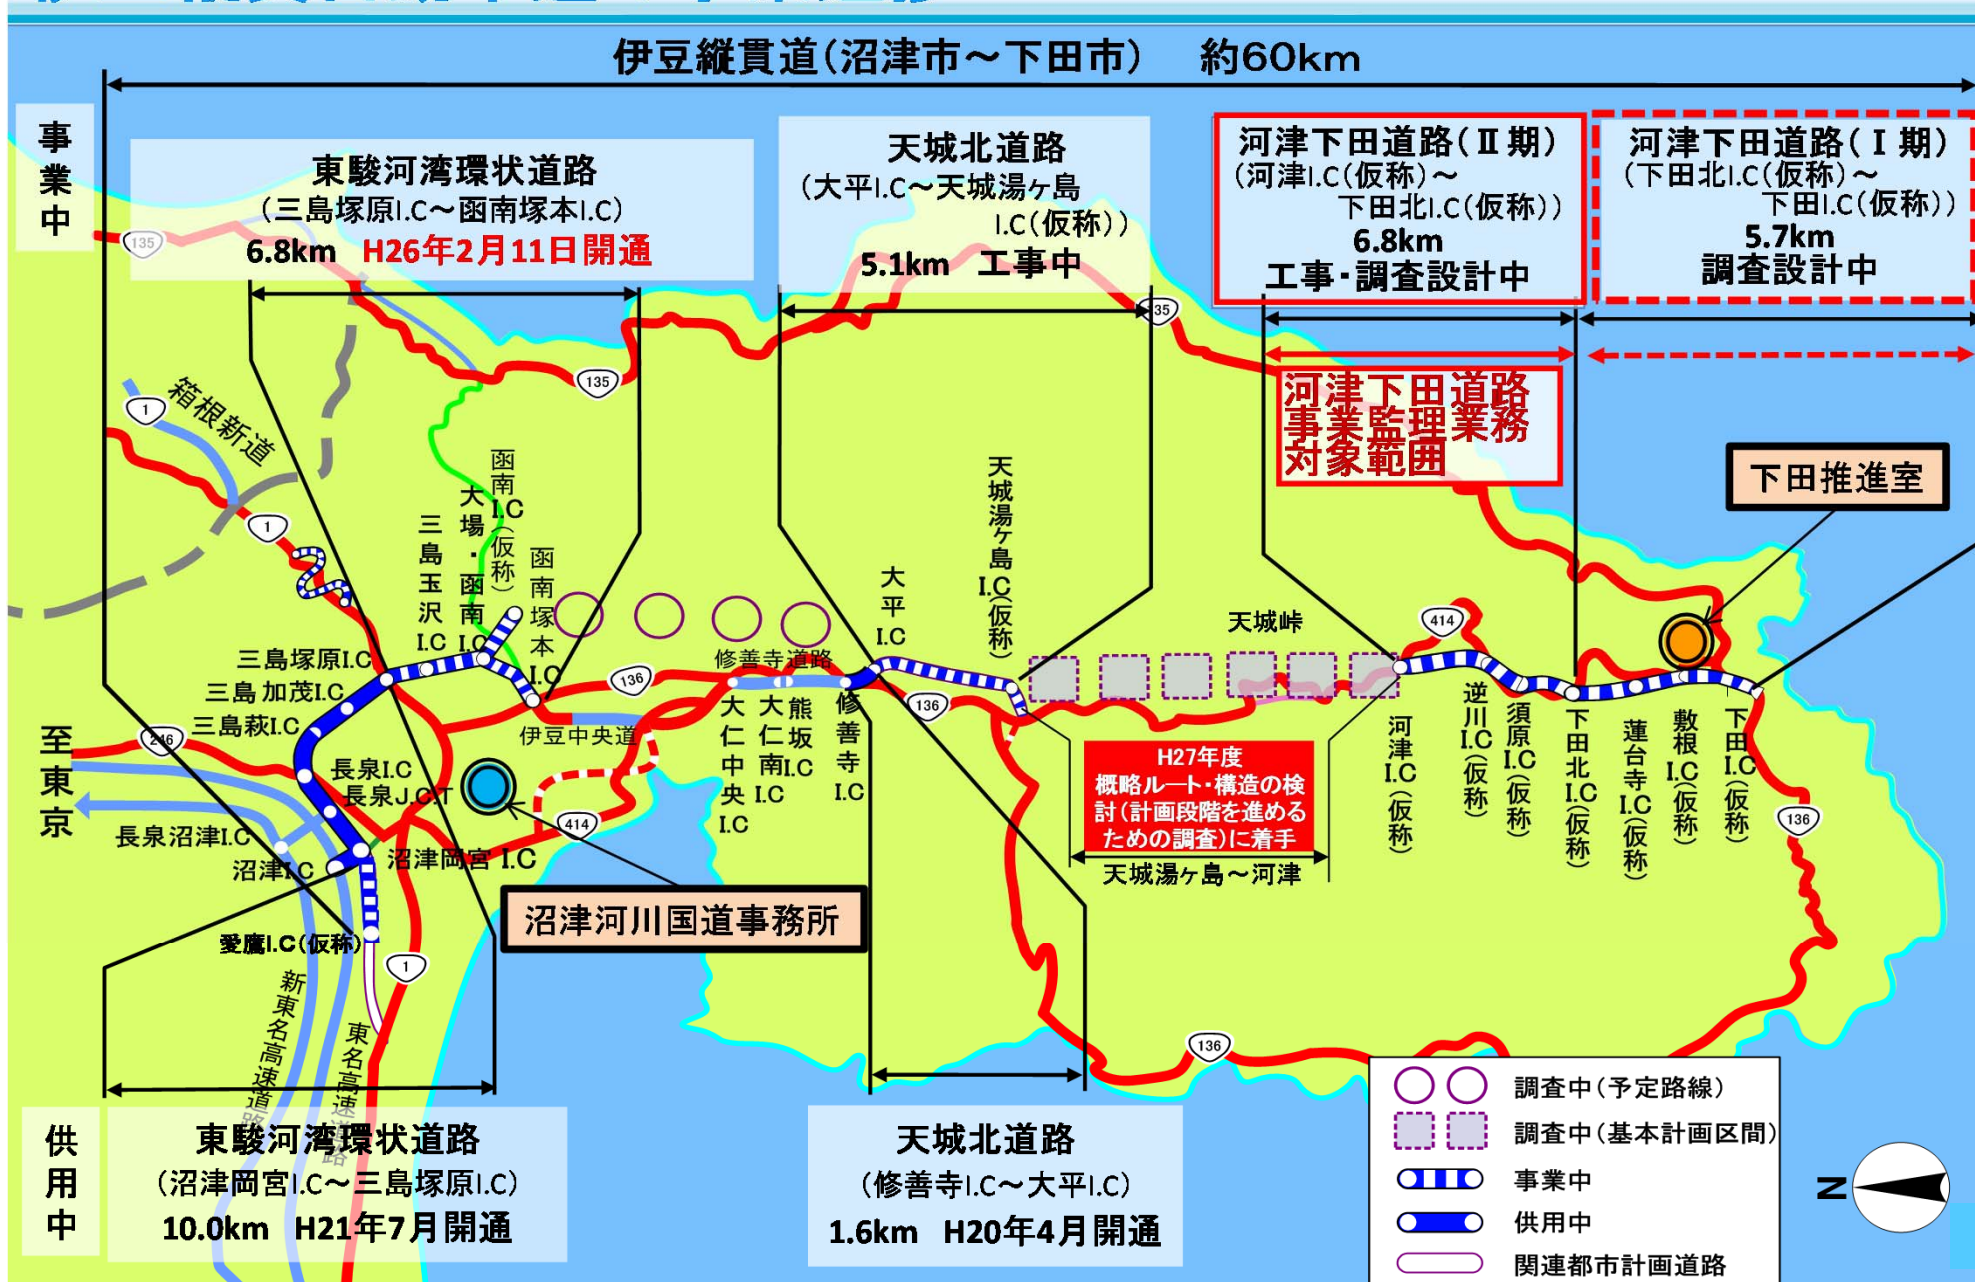 伊豆縦貫道(沼津市～下田市)　約60km
事業中
東駿河湾環状道路
(三島塚原I.C～函南塚本I.C)
6.8km　H26年2月11日開通
天城北道路
(大平I.C～天城湯ヶ島
I.C(仮称))
5.1km　工事中
河津下田道路(Ⅱ期)
(河津I.C(仮称)～
下田北I.C(仮称))
6.8km
工事・調査設計中
河津下田道路(Ⅰ期)
(下田北I.C(仮称)～
下田I.C(仮称))
5.7km
調査設計中
135
135
135
河津下田道路
事業監理業務
対象範囲
下田推進室
1
箱根新道
1
三島玉沢I.C
大場・函南I.C
函南I.C(仮称)
函南塚本I.C
大平I.C
天城湯ヶ島I.C(仮称)
天城峠
414
三島塚原I.C
三島加茂I.C
三島萩I.C
136
修善寺道路
136
伊豆中央道
246
至東京
長泉I.C
長泉J.C.T
長泉沼津I.C
沼津I.C
沼津岡宮I.C
414
大仁中央I.C
大仁南I.C
熊坂I.C
修善寺I.C
H27年度
概略ルート・構造の検
討(計画段階を進める
ための調査)に着手
天城湯ヶ島～河津
河津I.C(仮称)
逆川I.C(仮称)
須原I.C(仮称)
下田北I.C(仮称)
蓮台寺I.C(仮称)
敷根I.C(仮称)
下田I.C(仮称)
136
沼津河川国道事務所
愛鷹I.C(仮称)
1
新東名高速道路
東名高速道路
136
供用中
東駿河湾環状道路
(沼津岡宮I.C～三島塚原I.C)
10.0km　H21年7月開通
天城北道路
(修善寺I.C～大平I.C)
1.6km　H20年4月開通
調査中(予定路線)
調査中(基本計画区間)
事業中
供用中
関連都市計画道路
N